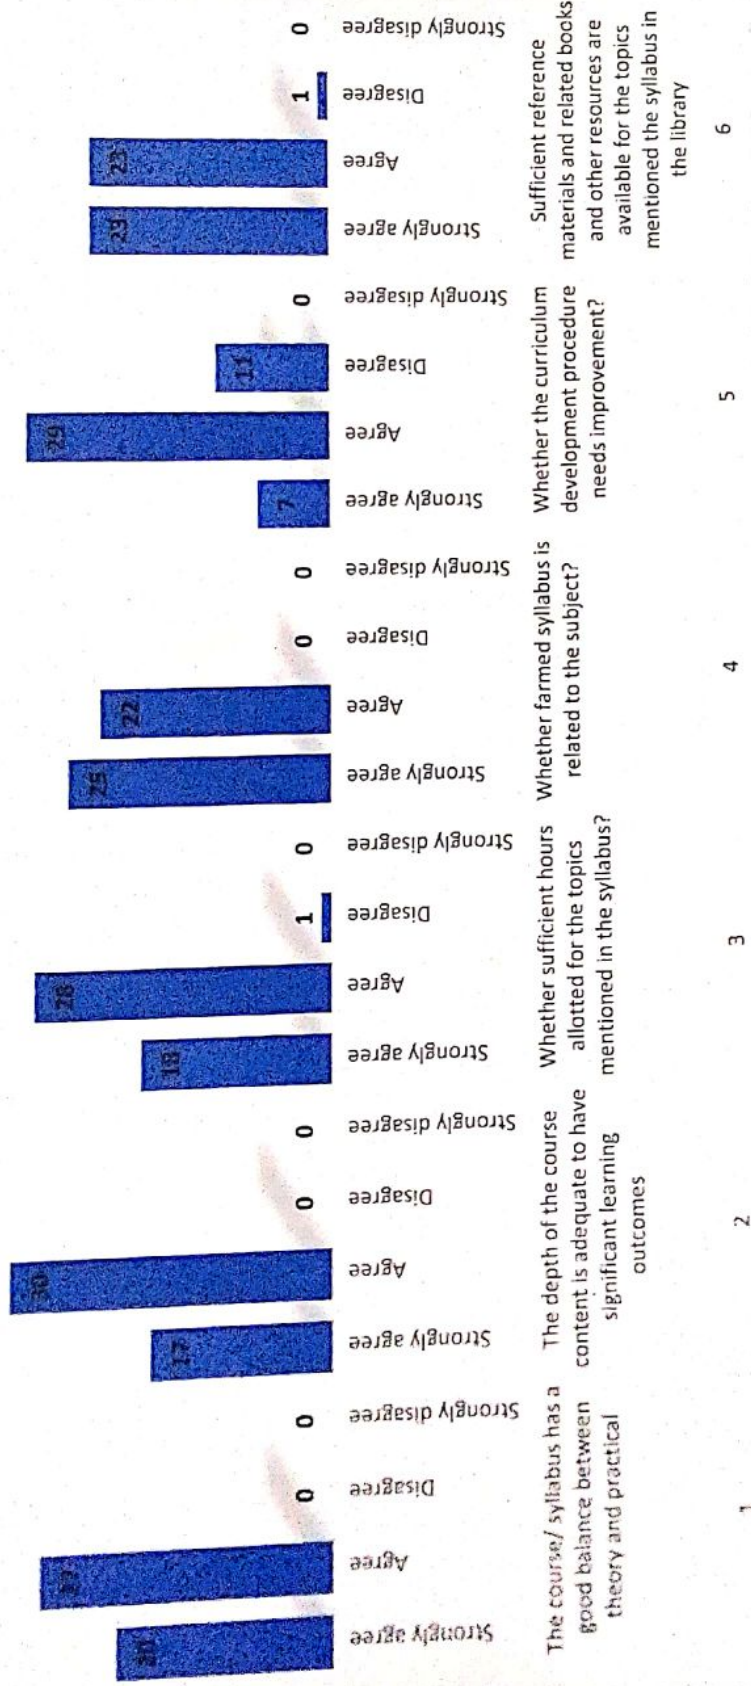 20
27
0
0
17
30
0
0
18
28
1
0
25
22
0
0
7
29
11
0
23
23
1
0
Strongly agree
Agree
Disagree
Strongly disagree
Strongly agree
Agree
Disagree
Strongly disagree
Strongly agree
Agree
Disagree
Strongly disagree
Strongly agree
Agree
Disagree
Strongly disagree
Strongly agree
Agree
Disagree
Strongly disagree
Strongly agree
Agree
Disagree
Strongly disagree
The course/ syllabus has a
good balance between
theory and practical
The depth of the course
content is adequate to have
significant learning
outcomes
Whether sufficient hours
allotted for the topics
mentioned in the syllabus?
Whether farmed syllabus is
related to the subject?
Whether the curriculum
development procedure
needs improvement?
Sufficient reference
materials and related books
and other resources are
available for the topics
mentioned the syllabus in
the library
1
2
3
4
5
6